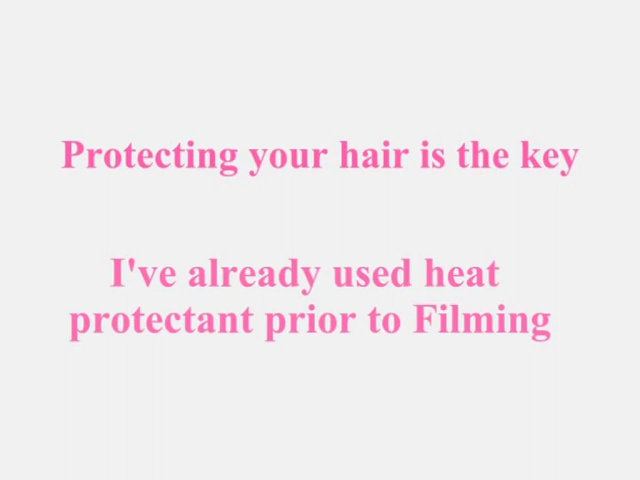 Protecting your hair is the key
I've already used heat
protectant prior to Filming